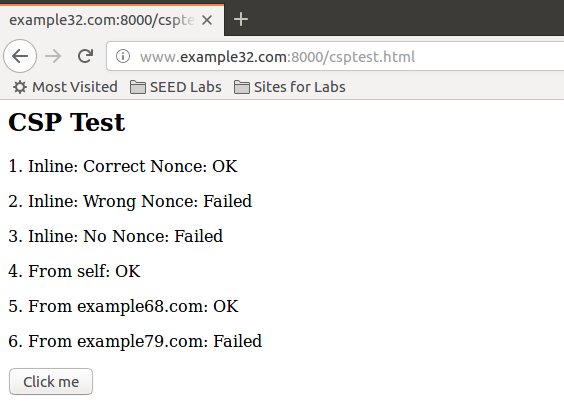 example32.com:8000/cspte
www.example32.com:8000/csptest.html
Most Visited SEED Labs Sites for Labs
CSP Test
1. Inline: Correct Nonce: OK
2. Inline: Wrong Nonce: Failed
3. Inline: No Nonce: Failed
4. From self: OK
5. From example68.com: OK
6. From example79.com: Failed
Click me